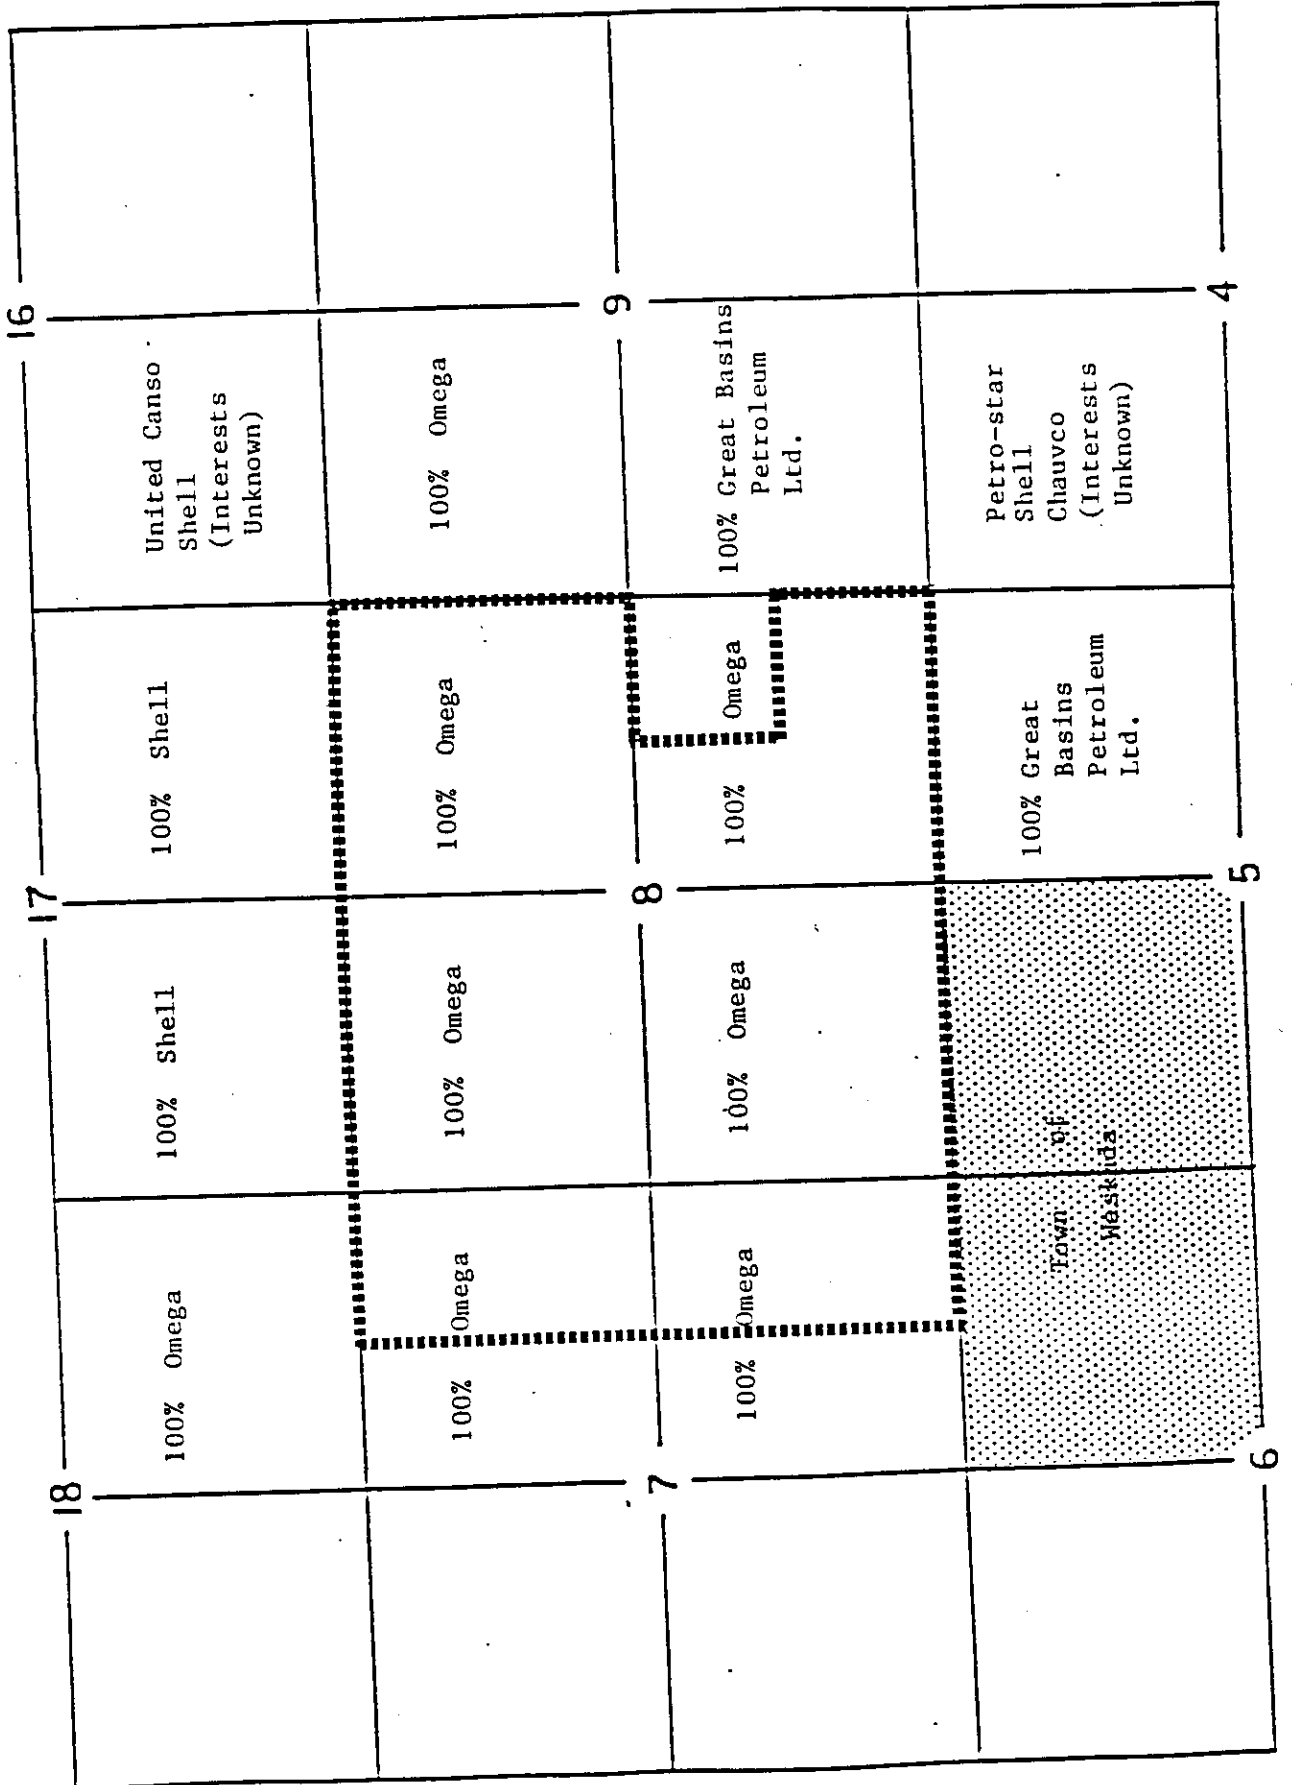 18
17
16
100% Omega
100% Shell
100% Shell
United Canso
Shell
(Interests
Unknown)
100% Omega
100% Omega
100% Omega
100% Omega
7
8
9
100% Omega
100% Omega
100% Omega
100% Great Basins
Petroleum
Ltd.
Town of
Waskada
100% Great
Basins
Petroleum
Ltd.
Petro-star
Shell
Chauvco
(Interests
Unknown)
6
5
4